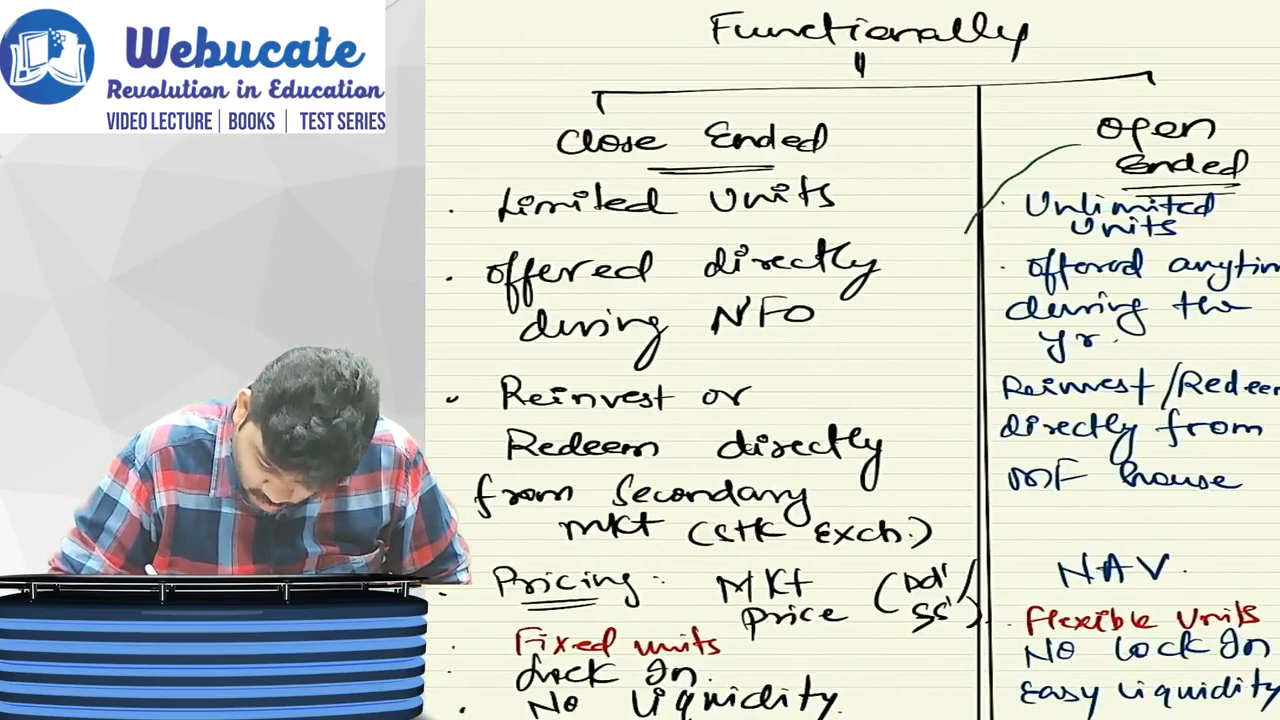 Webucate
Revolution in Education
VIDEO LECTURE | BOOKS | TEST SERIES
Functionally
Close Ended
· Limited Units
· Offered directly
during NFO
· Reinvest or
Redeem directly
from Secondary
Mkt (Stk Exch.)
· Pricing: MKt
Price (DD/
SS)
· Fixed units
· Lock In.
· No liquidity.
Open
Ended
· Unlimited
Units
· Offered anytim
during the
yr.
Reinvest/Redeem
directly from
MF house
NAV.
· Flexible Units
No Lock In
Easy liquidity